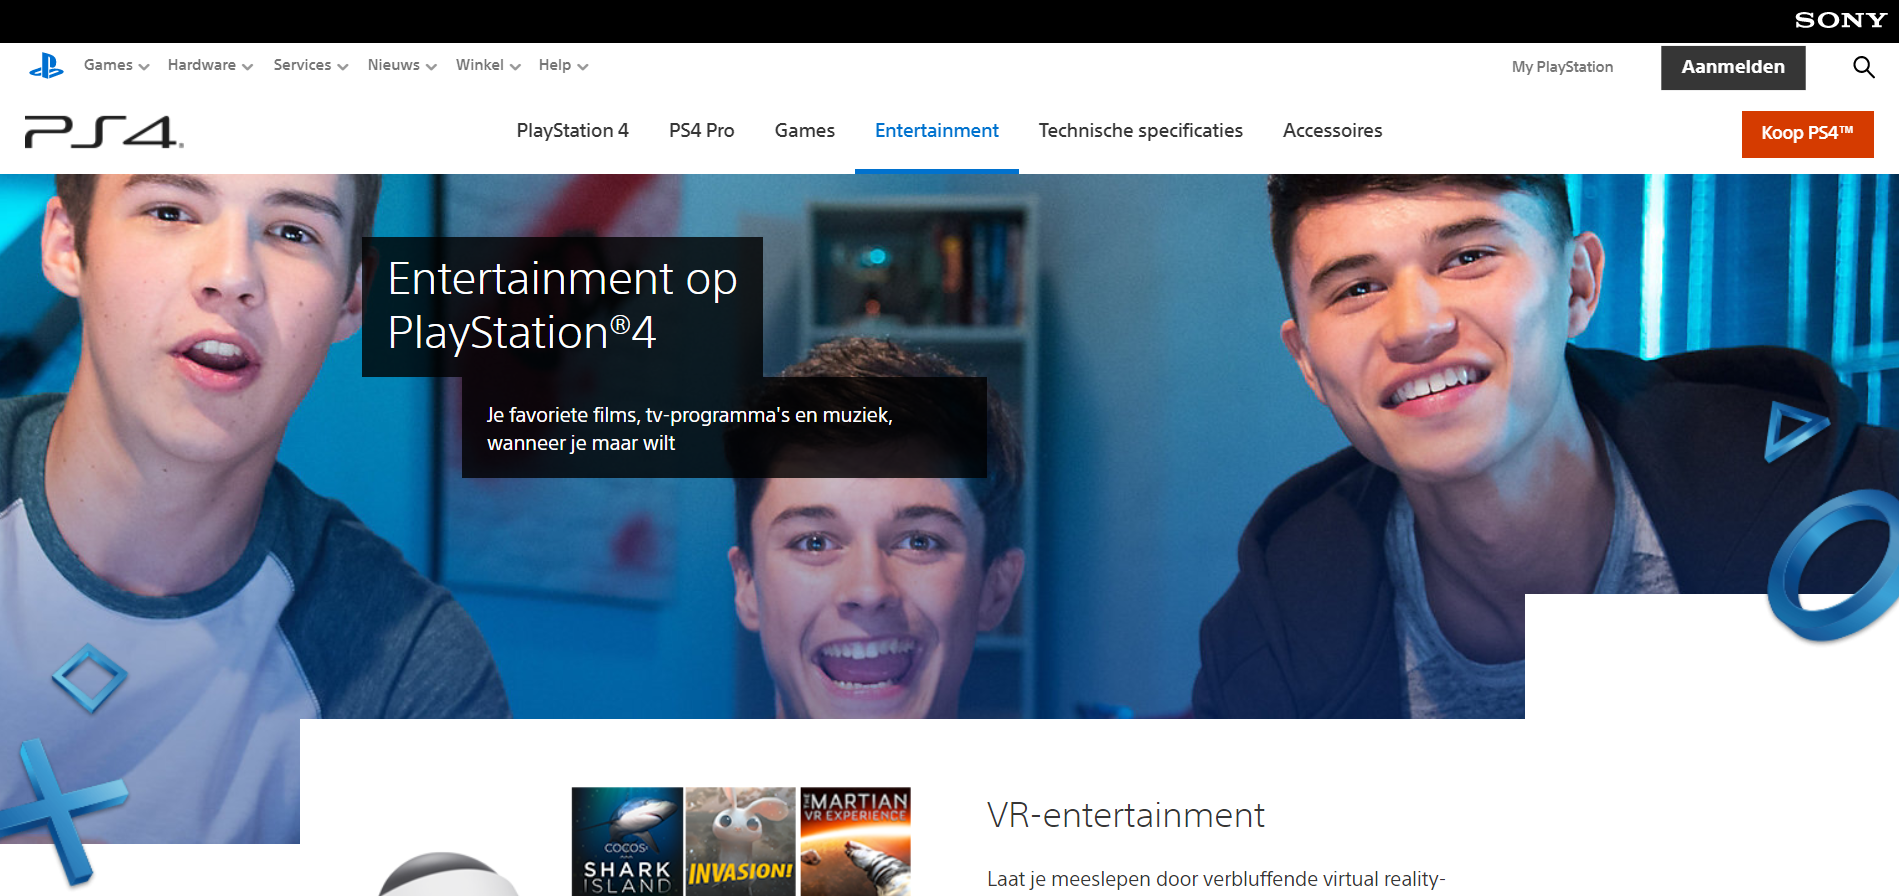 SONY
Games
Hardware
Services
Nieuws
Winkel
Help
My PlayStation
Aanmelden
PS4
PlayStation 4
PS4 Pro
Games
Entertainment
Technische specificaties
Accessoires
Koop PS4™
Entertainment op
PlayStation®4
Je favoriete films, tv-programma's en muziek,
wanneer je maar wilt
COCOS:
SHARK
ISLAND
INVASION!
THE
MARTIAN
VR EXPERIENCE
VR-entertainment
Laat je meeslepen door verbluffende virtual reality-